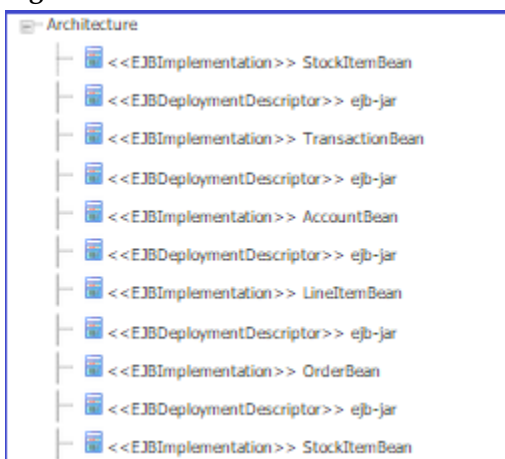 Architecture
<<EJBImplementation>> StockItemBean
<<EJBDeploymentDescriptor>> ejb-jar
<<EJBImplementation>> TransactionBean
<<EJBDeploymentDescriptor>> ejb-jar
<<EJBImplementation>> AccountBean
<<EJBDeploymentDescriptor>> ejb-jar
<<EJBImplementation>> LineItemBean
<<EJBDeploymentDescriptor>> ejb-jar
<<EJBImplementation>> OrderBean
<<EJBDeploymentDescriptor>> ejb-jar
<<EJBImplementation>> StockItemBean